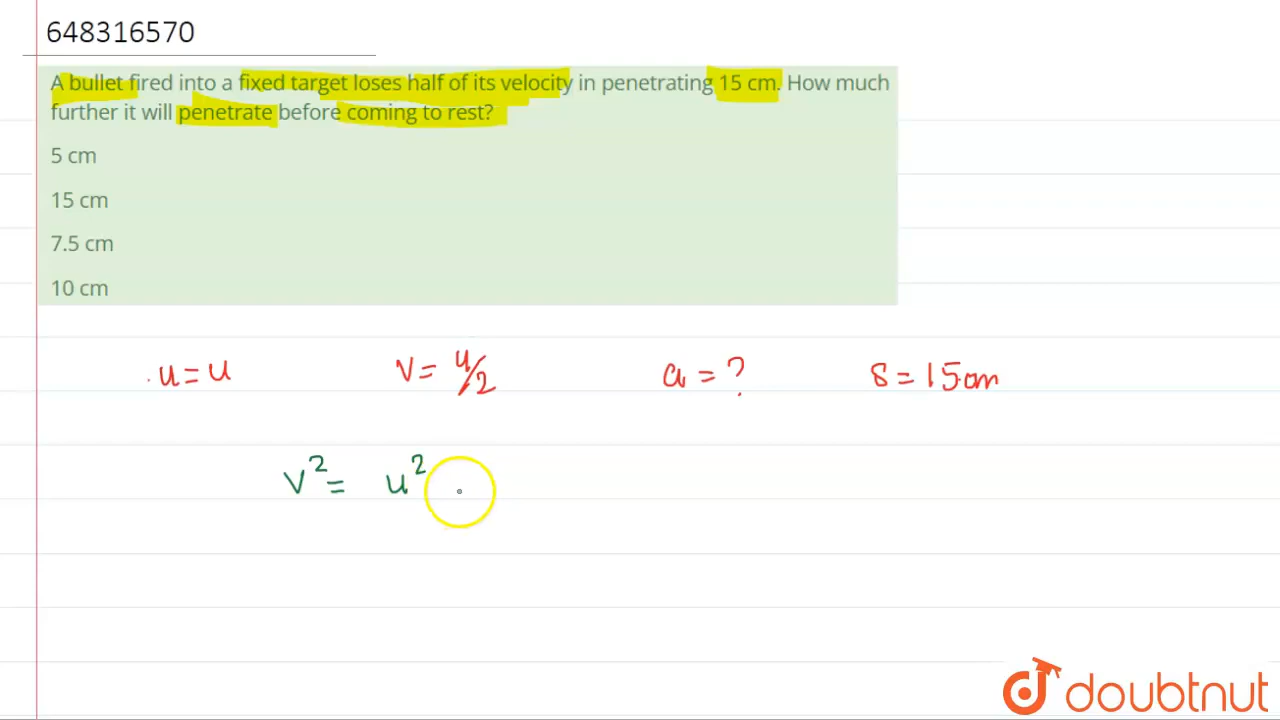 648316570
A bullet fired into a fixed target loses half of its velocity in penetrating 15 cm. How much
further it will penetrate before coming to rest?
5 cm
15 cm
7.5 cm
10 cm
u = u v = u/2 a = ? s = 15cm
v² = u²
doubtnut